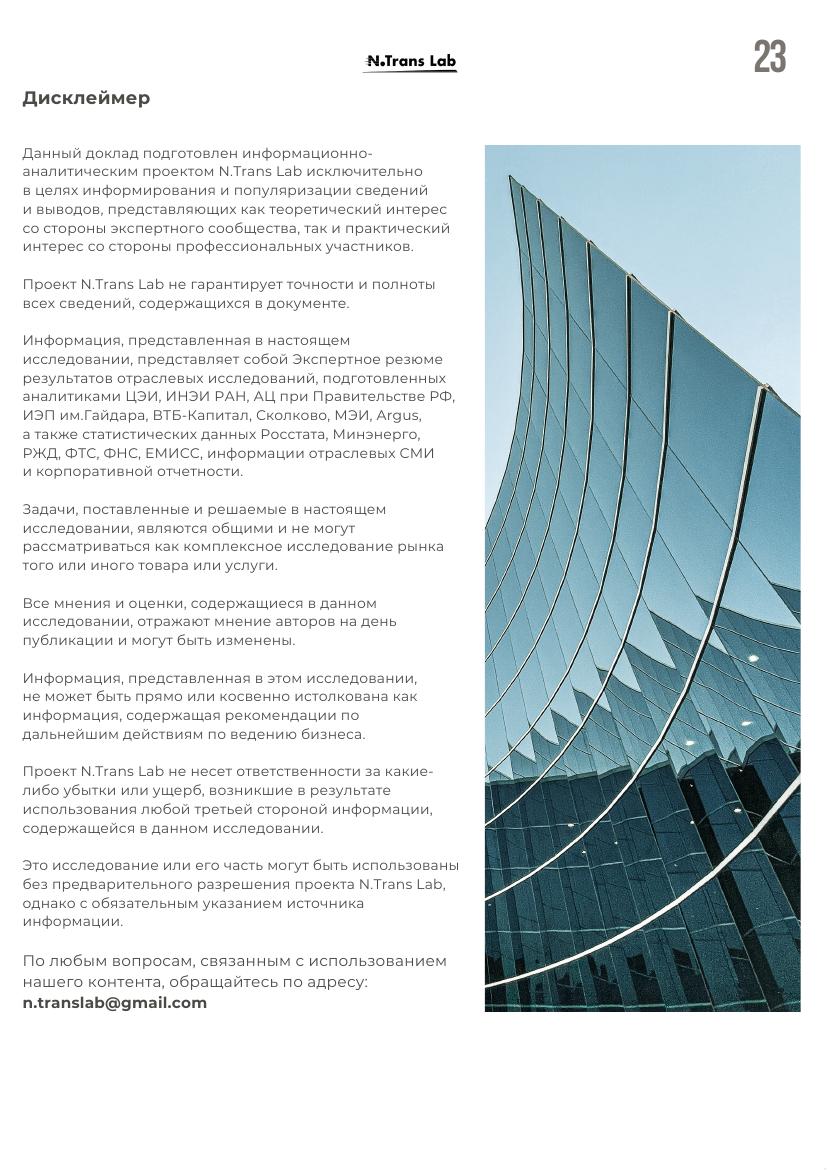 N.Trans Lab
23
Дисклеймер
Данный доклад подготовлен информационно-
аналитическим проектом N.Trans Lab исключительно
в целях информирования и популяризации сведений
и выводов, представляющих как теоретический интерес
со стороны экспертного сообщества, так и практический
интерес со стороны профессиональных участников.
Проект N.Trans Lab не гарантирует точности и полноты
всех сведений, содержащихся в документе.
Информация, представленная в настоящем
исследовании, представляет собой Экспертное резюме
результатов отраслевых исследований, подготовленных
аналитиками ЦЭИ, ИНЭИ РАН, АЦ при Правительстве РФ,
ИЭП им.Гайдара, ВТБ-Капитал, Сколково, МЭИ, Argus,
а также статистических данных Росстата, Минэнерго,
РЖД, ФТС, ФНС, ЕМИСС, информации отраслевых СМИ
и корпоративной отчетности.
Задачи, поставленные и решаемые в настоящем
исследовании, являются общими и не могут
рассматриваться как комплексное исследование рынка
того или иного товара или услуги.
Все мнения и оценки, содержащиеся в данном
исследовании, отражают мнение авторов на день
публикации и могут быть изменены.
Информация, представленная в этом исследовании,
не может быть прямо или косвенно истолкована как
информация, содержащая рекомендации по
дальнейшим действиям по ведению бизнеса.
Проект N.Trans Lab не несет ответственности за какие-
либо убытки или ущерб, возникшие в результате
использования любой третьей стороной информации,
содержащейся в данном исследовании.
Это исследование или его часть могут быть использованы
без предварительного разрешения проекта N.Trans Lab,
однако с обязательным указанием источника
информации.
По любым вопросам, связанным с использованием
нашего контента, обращайтесь по адресу:
n.translab@gmail.com